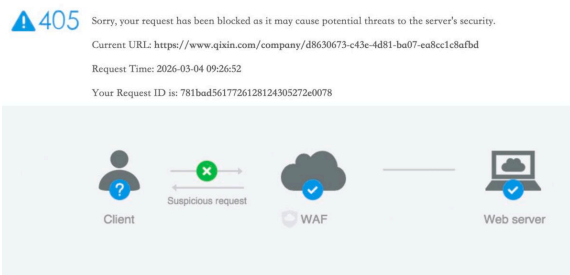 405
Sorry, your request has been blocked as it may cause potential threats to the server's security.
Current URL: https://www.qixin.com/company/d8630673-c43e-4d81-ba07-ea8cc1c8afbd
Request Time: 2026-03-04 09:26:52
Your Request ID is: 781bad5617726128124305272e0078
Suspicious request
Client
WAF
Web server